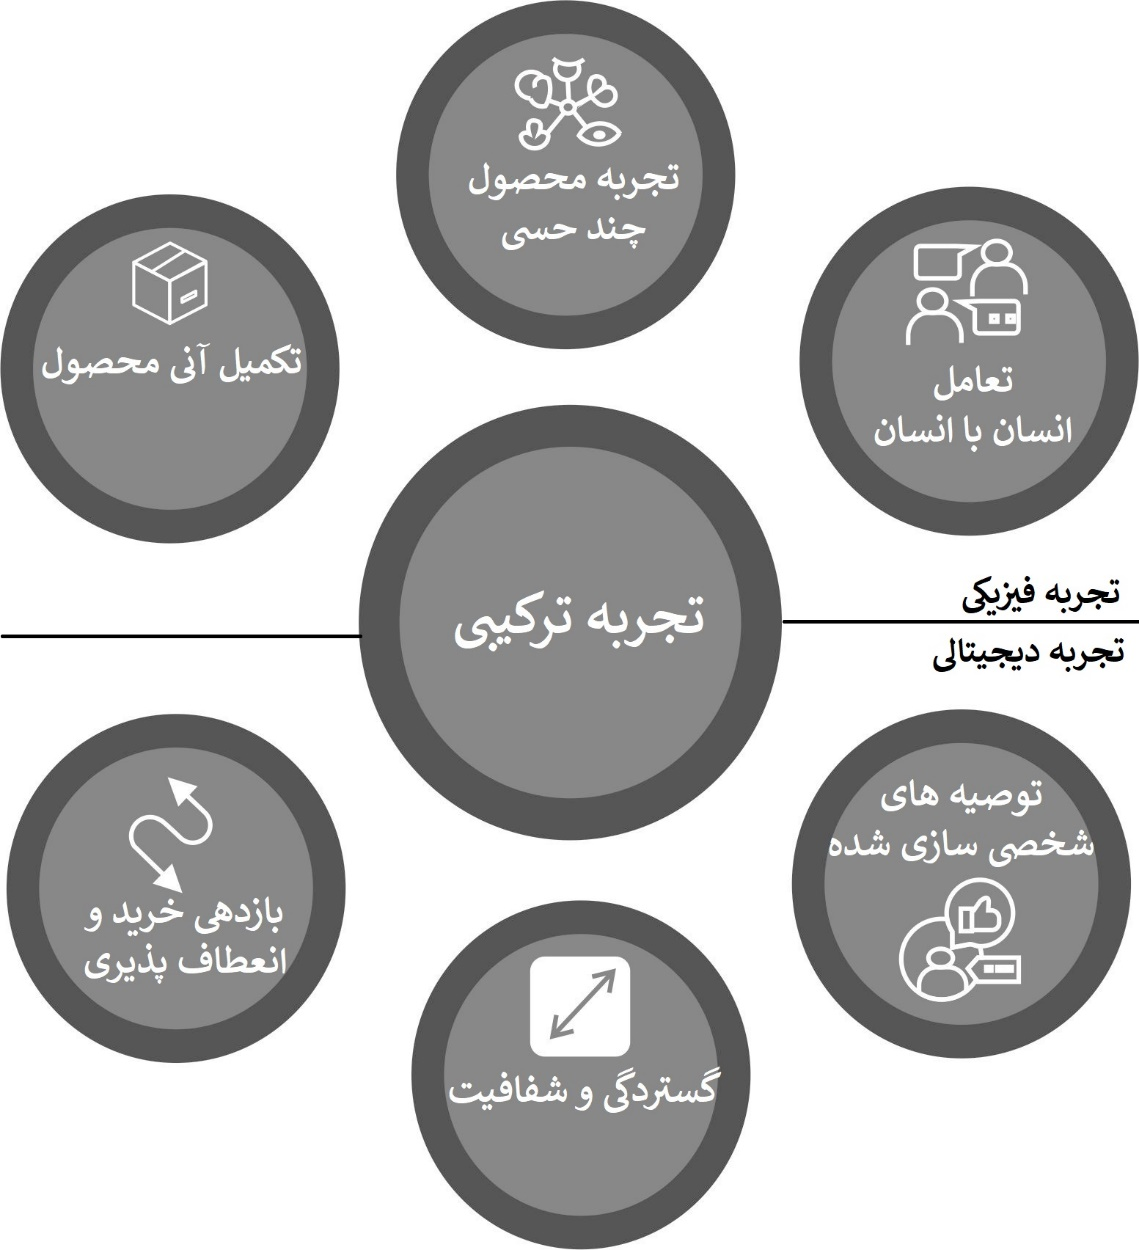 تجربه محصول
چند حسی
تعامل
انسان با انسان
تکمیل آنی محصول
تجربه فیزیکی
تجربه ترکیبی
تجربه دیجیتالی
توصیه های
شخصی سازی شده
بازدهی خرید و
انعطاف پذیری
گستردگی و شفافیت